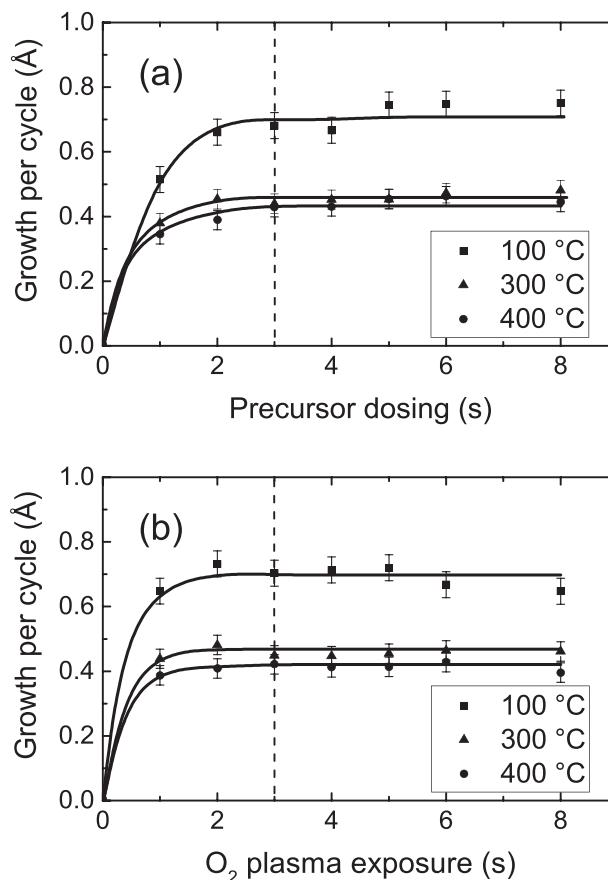 1.0
0.8
0.6
0.4
0.2
0.0
Growth per cycle (Å)
(a)
100 °C
300 °C
400 °C
0 2 4 6 8
Precursor dosing (s)
1.0
0.8
0.6
0.4
0.2
0.0
Growth per cycle (Å)
(b)
100 °C
300 °C
400 °C
0 2 4 6 8
O₂ plasma exposure (s)